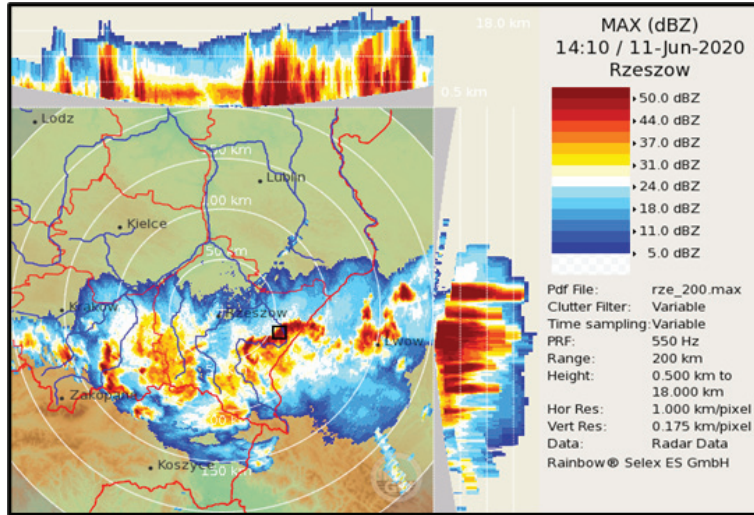 MAX (dBZ)
14:10 / 11-Jun-2020
Rzeszow
18.0 km
0.5 km
50.0 dBZ
44.0 dBZ
37.0 dBZ
31.0 dBZ
24.0 dBZ
18.0 dBZ
11.0 dBZ
5.0 dBZ
Pdf File: rze_200.max
Clutter Filter: Variable
Time sampling: Variable
PRF: 550 Hz
Range: 200 km
Height: 0.500 km to
18.000 km
Hor Res: 1.000 km/pixel
Vert Res: 0.175 km/pixel
Data: Radar Data
Rainbow® Selex ES GmbH
Lodz
Lublin
Kielce
Rzeszow
Krakow
Lwow
Zakopane
Koszyce
150 km